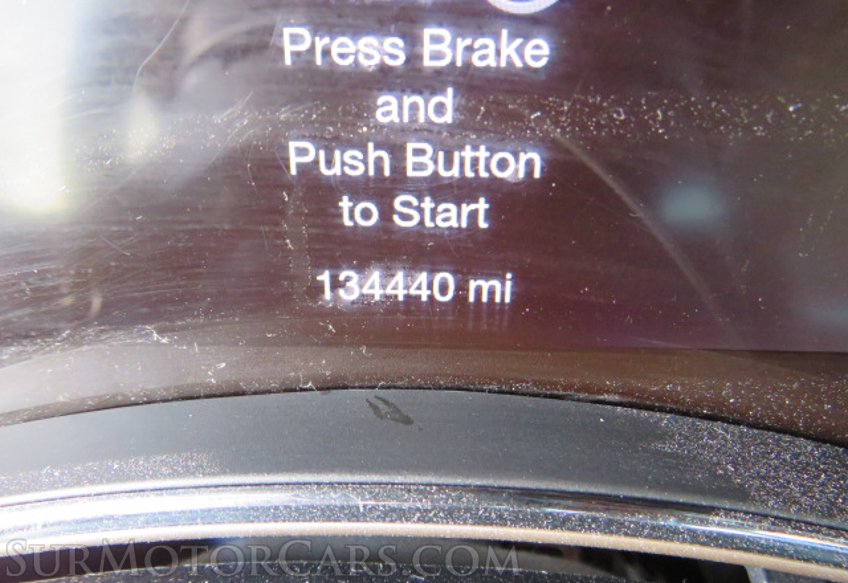 Press Brake
and
Push Button
to Start
134440 mi
SurMotorCars.com